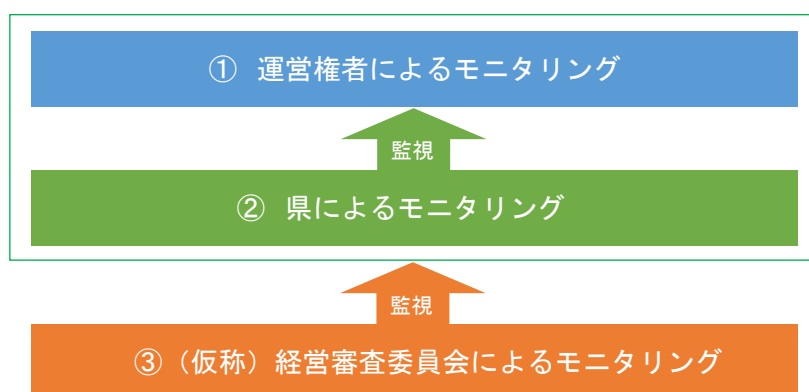 ① 運営権者によるモニタリング
監視
② 県によるモニタリング
監視
③（仮称）経営審査委員会によるモニタリング